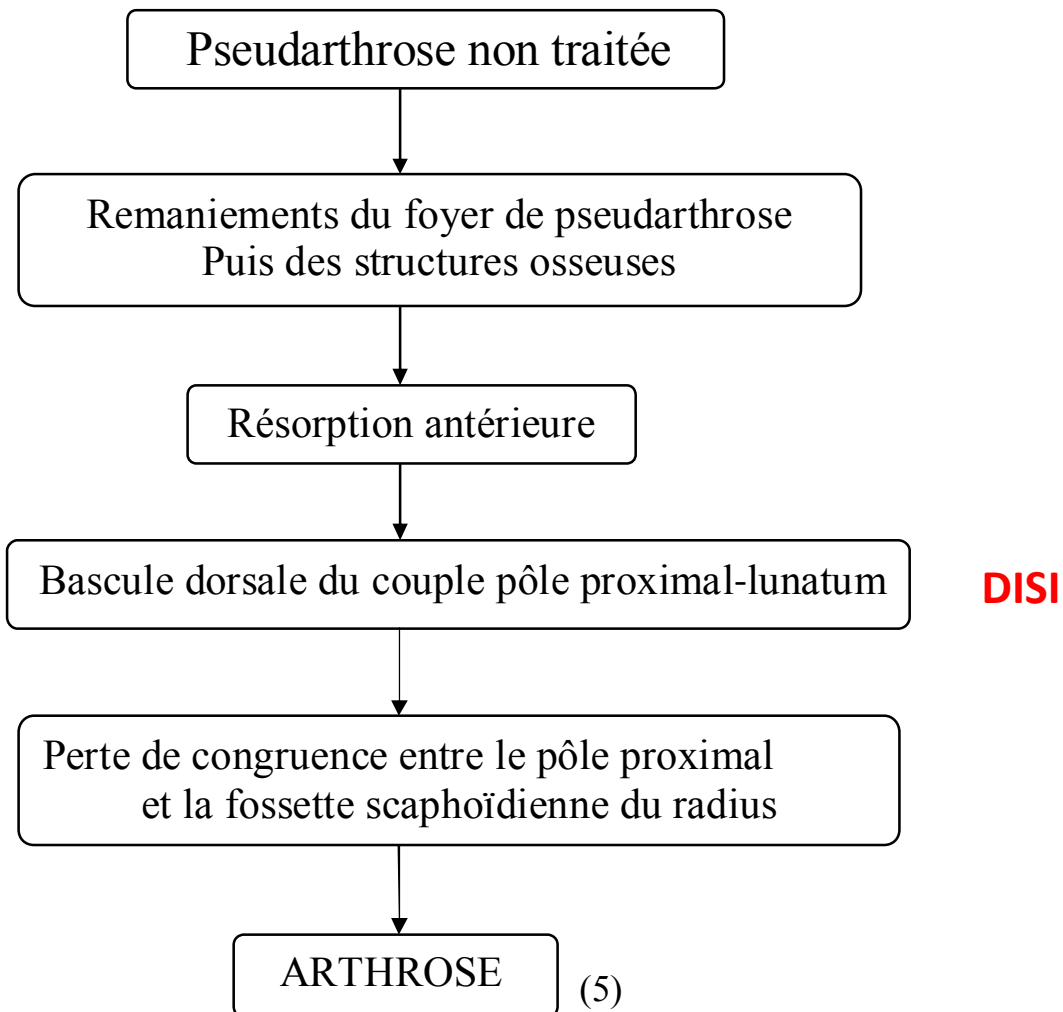 Pseudarthrose non traitée
Remaniements du foyer de pseudarthrose
Puis des structures osseuses
Résorption antérieure
Bascule dorsale du couple pôle proximal-lunatum
DISI
Perte de congruence entre le pôle proximal
et la fossette scaphoïdienne du radius
ARTHROSE
(5)